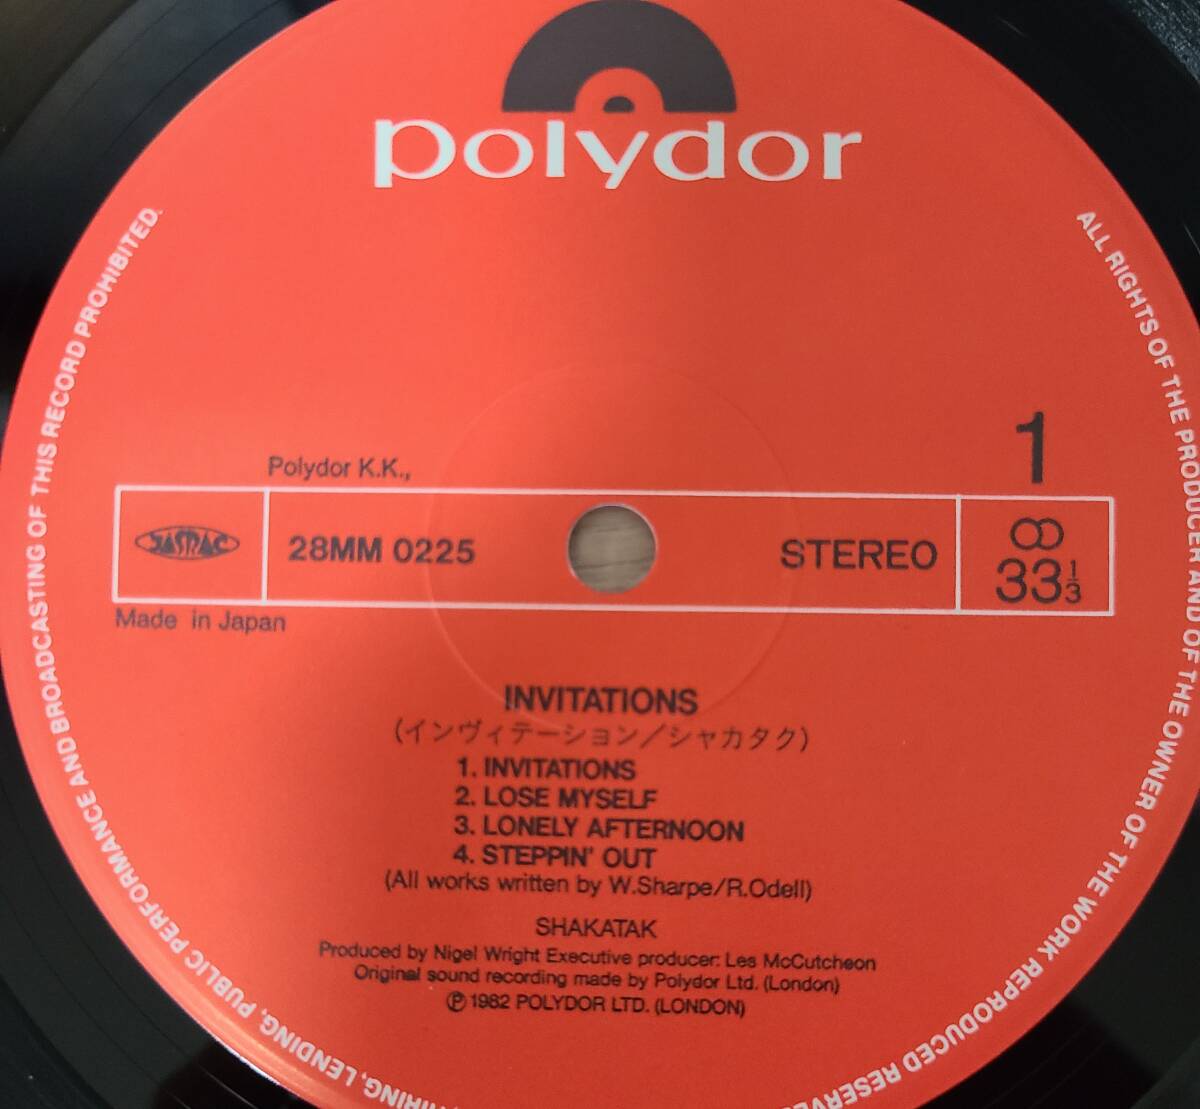 polydor
1
Polydor K.K.,
JASRAC
28MM 0225
STEREO
33 1/3
Made in Japan
INVITATIONS
(インヴィテーション/シャカタク)
1. INVITATIONS
2. LOSE MYSELF
3. LONELY AFTERNOON
4. STEPPIN' OUT
(All works written by W.Sharpe/R.Odell)
SHAKATAK
Produced by Nigel Wright Executive producer: Les McCutcheon
Original sound recording made by Polydor Ltd. (London)
Ⓟ1982 POLYDOR LTD. (LONDON)
ALL RIGHTS OF THE PRODUCER AND OF THE OWNER OF THE WORK REPRODUCED
HIRING, LENDING, PUBLIC PERFORMANCE AND BROADCASTING OF THIS RECORD PROHIBITED.